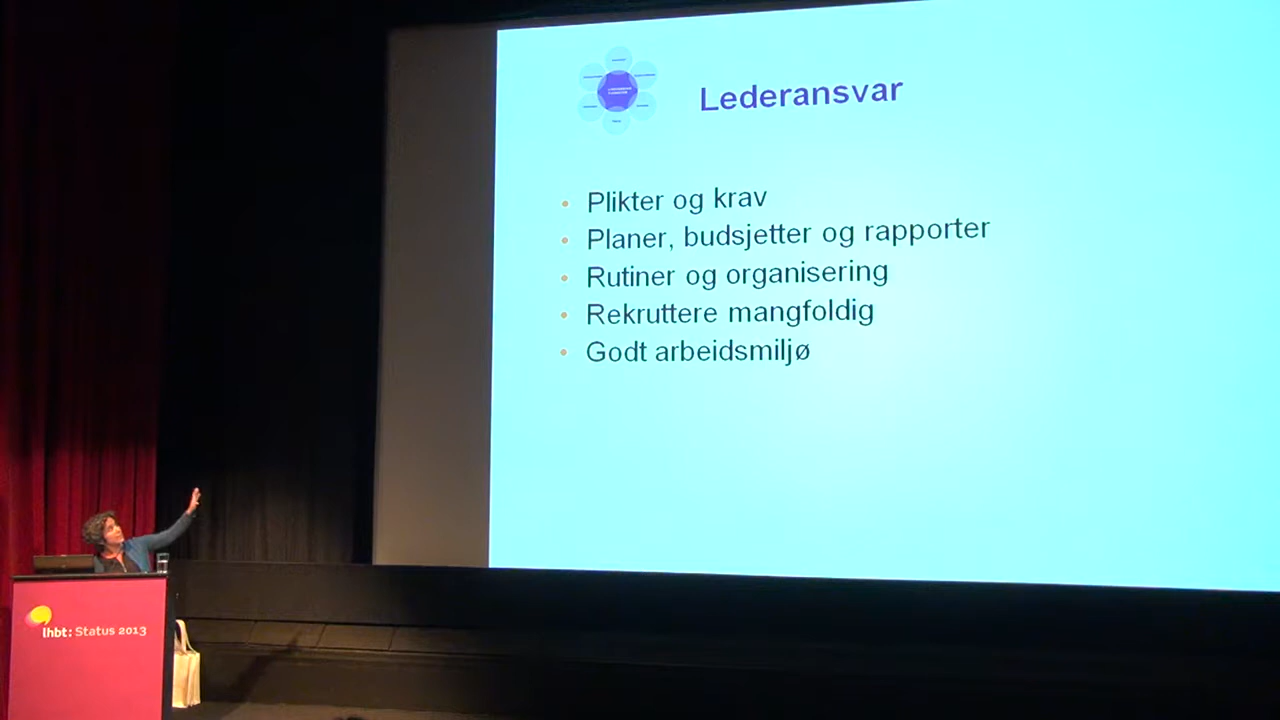 Lederansvar
Plikter og krav
Planer, budsjetter og rapporter
Rutiner og organisering
Rekruttere mangfoldig
Godt arbeidsmiljø
lhbt: Status 2013